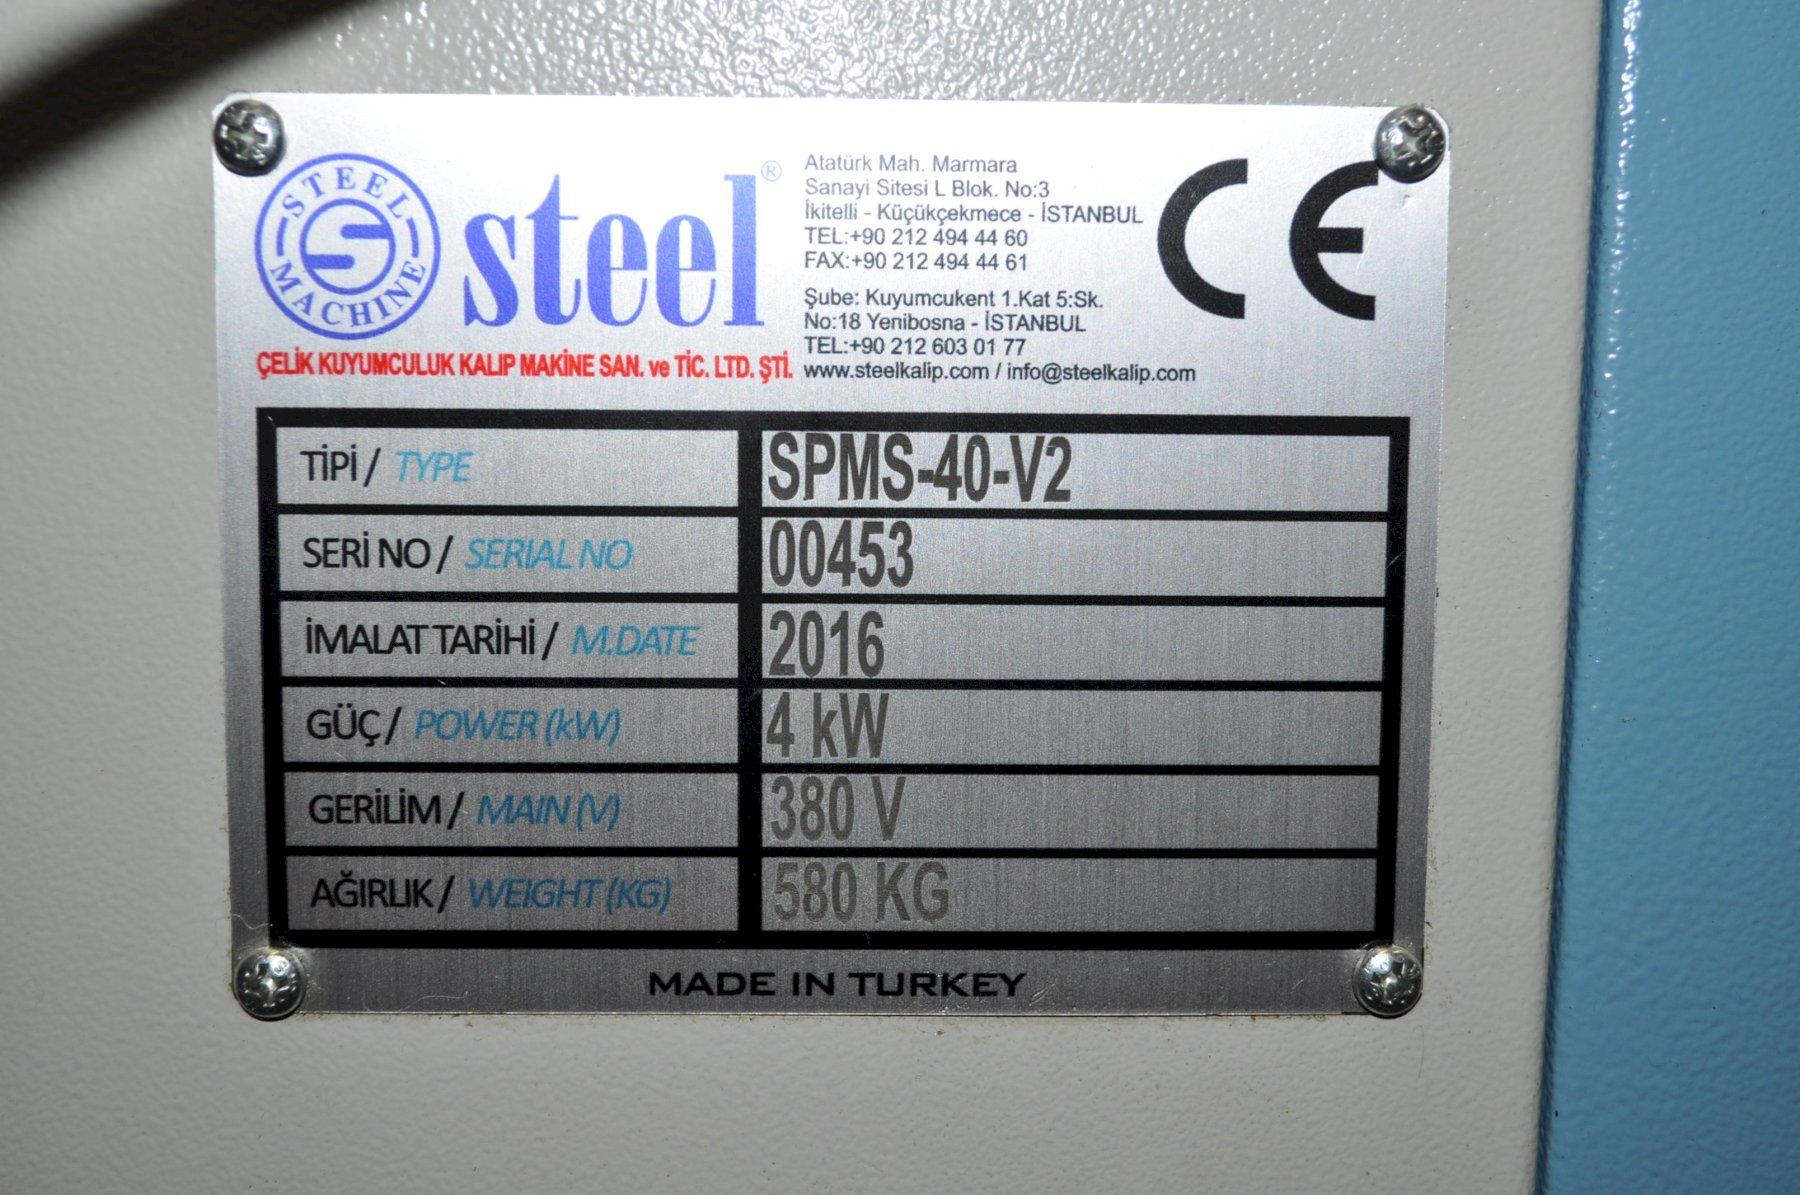 STEEL MACHINE
S
steel®
ÇELİK KUYUMCULUK KALIP MAKİNE SAN. ve TİC. LTD. ŞTİ.
Atatürk Mah. Marmara
Sanayi Sitesi L Blok. No:3
İkitelli - Küçükçekmece - İSTANBUL
TEL:+90 212 494 44 60
FAX:+90 212 494 44 61
Şube: Kuyumcukent 1.Kat 5:Sk.
No:18 Yenibosna - İSTANBUL
TEL:+90 212 603 01 77
www.steelkalip.com / info@steelkalip.com
CE
TİPİ / TYPE SPMS-40-V2
SERİ NO / SERIAL NO 00453
İMALAT TARİHİ / M.DATE 2016
GÜÇ / POWER (kW) 4 kW
GERİLİM / MAIN (V) 380 V
AĞIRLIK / WEIGHT (KG) 580 KG
MADE IN TURKEY